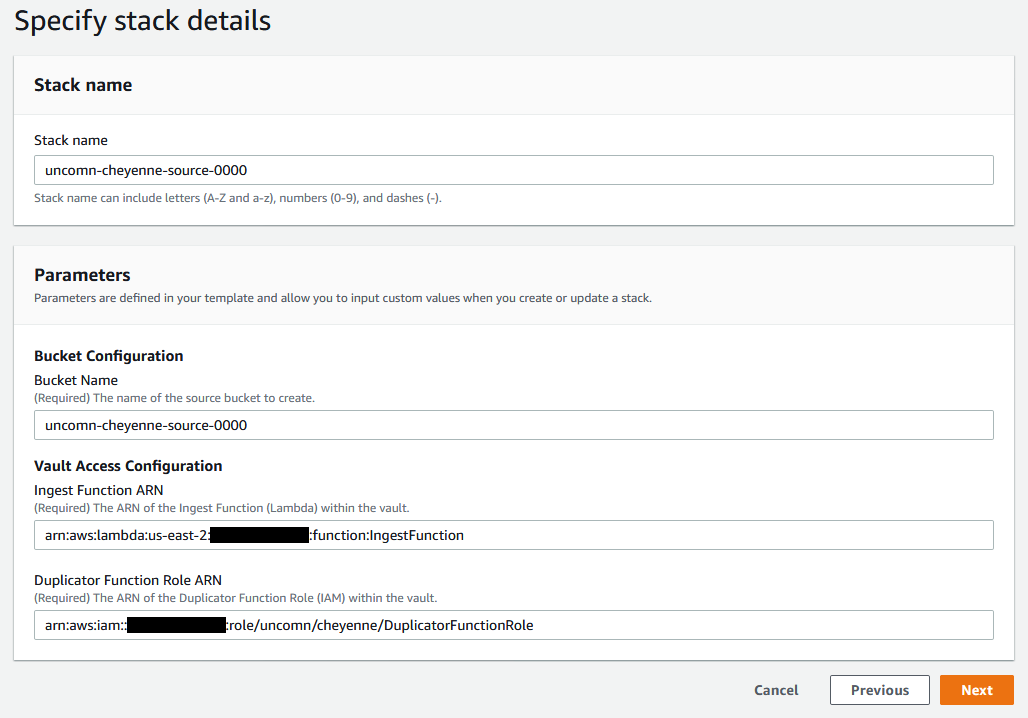 Specify stack details
Stack name
Stack name
uncomn-cheyenne-source-0000
Stack name can include letters (A-Z and a-z), numbers (0-9), and dashes (-).
Parameters
Parameters are defined in your template and allow you to input custom values when you create or update a stack.
Bucket Configuration
Bucket Name
(Required) The name of the source bucket to create.
uncomn-cheyenne-source-0000
Vault Access Configuration
Ingest Function ARN
(Required) The ARN of the Ingest Function (Lambda) within the vault.
arn:aws:lambda:us-east-2: :function:IngestFunction
Duplicator Function Role ARN
(Required) The ARN of the Duplicator Function Role (IAM) within the vault.
arn:aws:iam:: :role/uncomn/cheyenne/DuplicatorFunctionRole
Cancel Previous Next